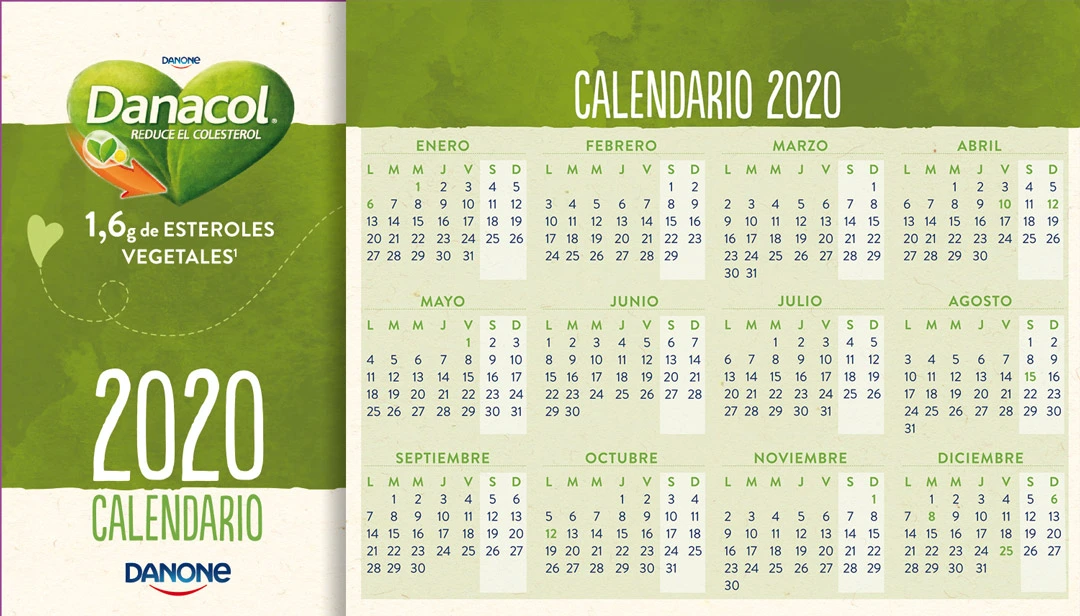 DANONE
Danacol®
REDUCE EL COLESTEROL
1,6g de ESTEROLES
VEGETALES¹
2020
CALENDARIO
DANONE
CALENDARIO 2020
ENERO
L M M J V S D
1 2 3 4 5
6 7 8 9 10 11 12
13 14 15 16 17 18 19
20 21 22 23 24 25 26
27 28 29 30 31
FEBRERO
L M M J V S D
1 2
3 4 5 6 7 8 9
10 11 12 13 14 15 16
17 18 19 20 21 22 23
24 25 26 27 28 29
MARZO
L M M J V S D
1
2 3 4 5 6 7 8
9 10 11 12 13 14 15
16 17 18 19 20 21 22
23 24 25 26 27 28 29
30 31
ABRIL
L M M J V S D
1 2 3 4 5
6 7 8 9 10 11 12
13 14 15 16 17 18 19
20 21 22 23 24 25 26
27 28 29 30
MAYO
L M M J V S D
1 2 3
4 5 6 7 8 9 10
11 12 13 14 15 16 17
18 19 20 21 22 23 24
25 26 27 28 29 30 31
JUNIO
L M M J V S D
1 2 3 4 5 6 7
8 9 10 11 12 13 14
15 16 17 18 19 20 21
22 23 24 25 26 27 28
29 30
JULIO
L M M J V S D
1 2 3 4 5
6 7 8 9 10 11 12
13 14 15 16 17 18 19
20 21 22 23 24 25 26
27 28 29 30 31
AGOSTO
L M M J V S D
1 2
3 4 5 6 7 8 9
10 11 12 13 14 15 16
17 18 19 20 21 22 23
24 25 26 27 28 29 30
31
SEPTIEMBRE
L M M J V S D
1 2 3 4 5 6
7 8 9 10 11 12 13
14 15 16 17 18 19 20
21 22 23 24 25 26 27
28 29 30
OCTUBRE
L M M J V S D
1 2 3 4
5 6 7 8 9 10 11
12 13 14 15 16 17 18
19 20 21 22 23 24 25
26 27 28 29 30 31
NOVIEMBRE
L M M J V S D
1
2 3 4 5 6 7 8
9 10 11 12 13 14 15
16 17 18 19 20 21 22
23 24 25 26 27 28 29
30
DICIEMBRE
L M M J V S D
1 2 3 4 5 6
7 8 9 10 11 12 13
14 15 16 17 18 19 20
21 22 23 24 25 26 27
28 29 30 31